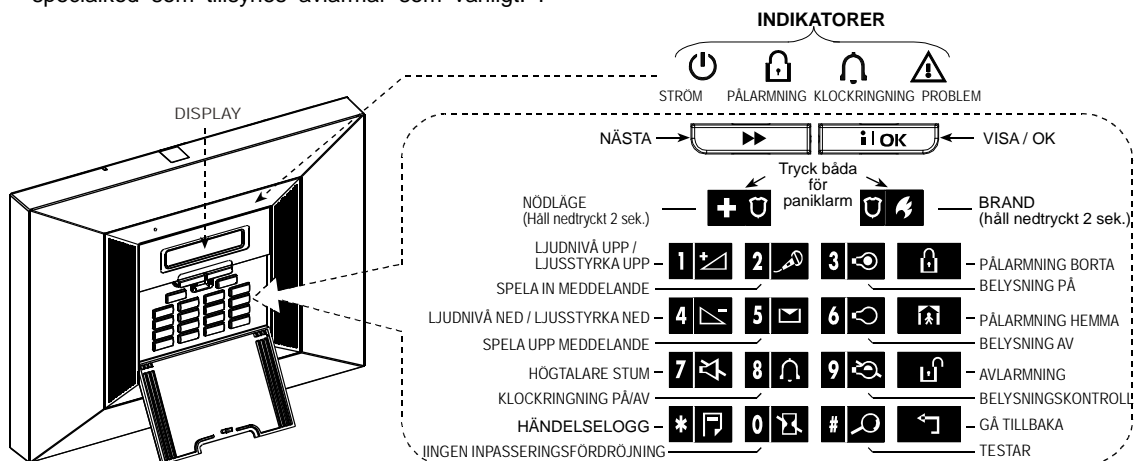 specialkod som tillsynes avlarmar som vanligt. .
INDIKATORER
STRÖM PÅLARMNING KLOCKRINGNING PROBLEM
DISPLAY
NÄSTA
i OK
VISA / OK
Tryck båda
för
paniklarm
NÖDLÄGE
(Håll nedtryckt 2 sek.)
BRAND
(håll nedtryckt 2 sek.)
LJUDNIVÅ UPP /
LJUSSTYRKA UPP
1 2 3
PÅLARMNING BORTA
SPELA IN MEDDELANDE
BELYSNING PÅ
LJUDNIVÅ NED / LJUSSTYRKA NED
4 5 6
PÅLARMNING HEMMA
SPELA UPP MEDDELANDE
BELYSNING AV
HÖGTALARE STUM
7 8 9
AVLARMNING
KLOCKRINGNING PÅ/AV
BELYSNINGSKONTROLL
HÄNDELSELOGG
* 0 #
GÅ TILLBAKA
IINGEN INPASSERINGSFÖRDRÖJNING
TESTAR